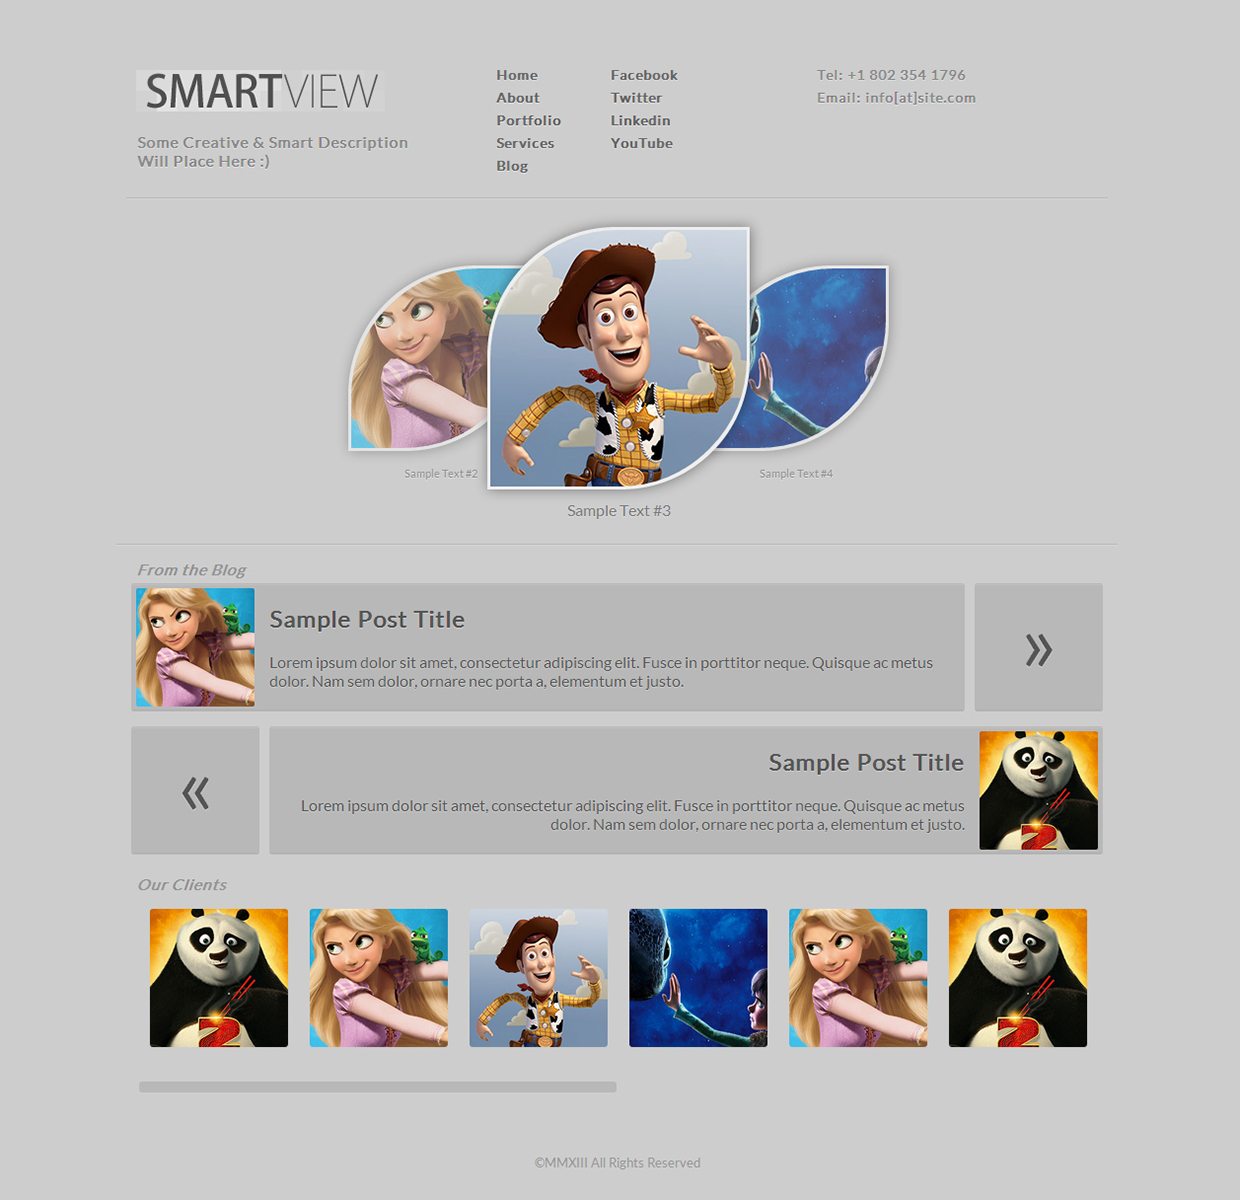 SMARTVIEW
Some Creative & Smart Description
Will Place Here :)
Home
About
Portfolio
Services
Blog
Facebook
Twitter
Linkedin
YouTube
Tel: +1 802 354 1796
Email: info[at]site.com
Sample Text #2
Sample Text #3
Sample Text #4
From the Blog
Sample Post Title
Lorem ipsum dolor sit amet, consectetur adipiscing elit. Fusce in porttitor neque. Quisque ac metus
dolor. Nam sem dolor, ornare nec porta a, elementum et justo.
»
«
Sample Post Title
Lorem ipsum dolor sit amet, consectetur adipiscing elit. Fusce in porttitor neque. Quisque ac metus
dolor. Nam sem dolor, ornare nec porta a, elementum et justo.
2
Our Clients
2
2
©MMXIII All Rights Reserved